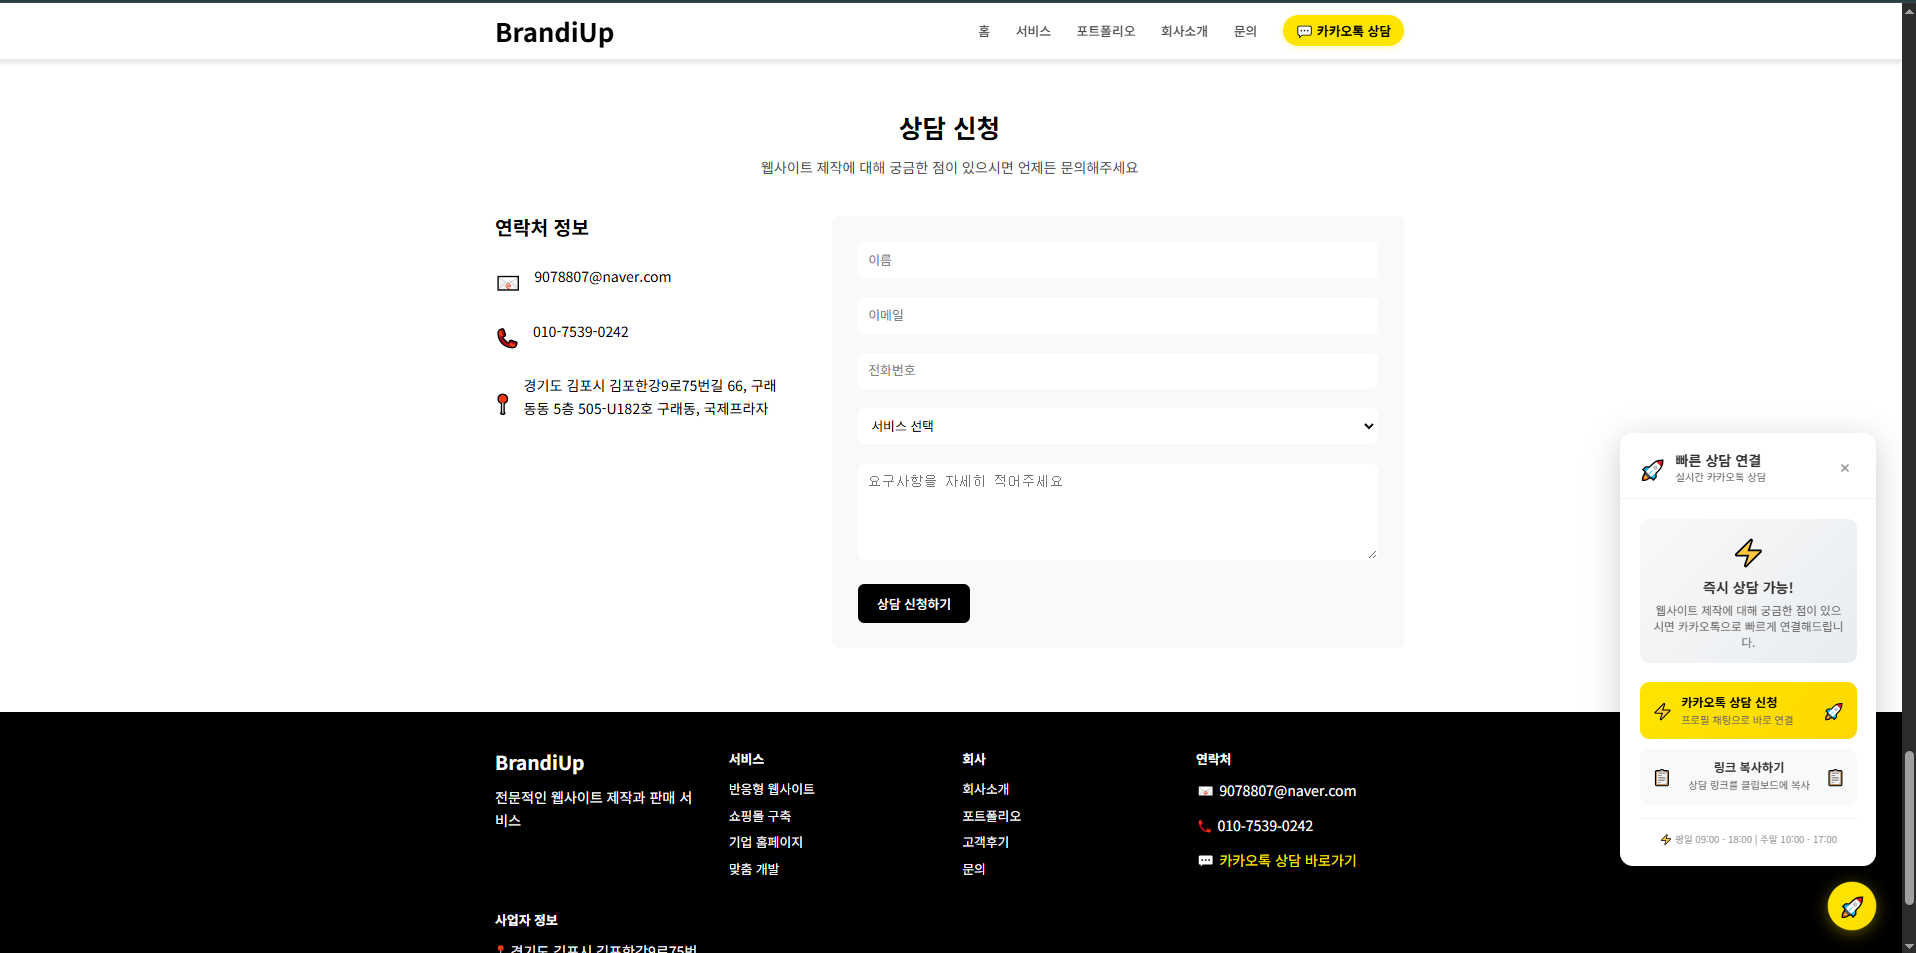 BrandiUp
홈
서비스
포트폴리오
회사소개
문의
카카오톡 상담
상담 신청
웹사이트 제작에 대해 궁금한 점이 있으시면 언제든 문의해주세요
연락처 정보
9078807@naver.com
010-7539-0242
경기도 김포시 김포한강9로75번길 66, 구래
동동 5층 505-U182호 구래동, 국제프라자
이름
이메일
전화번호
서비스 선택
요구사항을 자세히 적어주세요
상담 신청하기
빠른 상담 연결
실시간 카카오톡 상담
×
즉시 상담 가능!
웹사이트 제작에 대해 궁금한 점이 있으
시면 카카오톡으로 빠르게 연결해드립니
다.
카카오톡 상담 신청
프로필 채팅으로 바로 연결
링크 복사하기
상담 링크를 클립보드에 복사
평일 09:00 - 18:00 | 주말 10:00 - 17:00
BrandiUp
전문적인 웹사이트 제작과 판매 서
비스
서비스
반응형 웹사이트
쇼핑몰 구축
기업 홈페이지
맞춤 개발
회사
회사소개
포트폴리오
고객후기
문의
연락처
9078807@naver.com
010-7539-0242
카카오톡 상담 바로가기
사업자 정보
경기도 김포시 김포한강9로75번